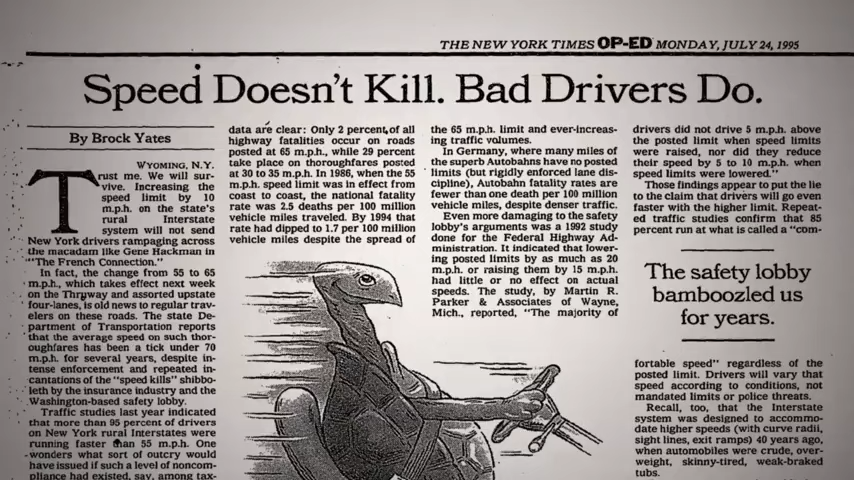 THE NEW YORK TIMES OP-ED MONDAY, JULY 24, 1995
Speed Doesn't Kill. Bad Drivers Do.
By Brock Yates
WYOMING, N.Y.
Trust me. We will sur-
vive. Increasing the
speed limit by 10
m.p.h. on the state's
rural Interstate
system will not send
New York drivers rampaging across
the macadam like Gene Hackman in
"The French Connection."
In fact, the change from 55 to 65
m.p.h., which takes effect next week
on the Thrpway and assorted upstate
four-lanes, is old news to regular trav-
elers on these roads. The state De-
partment of Transportation reports
that the average speed on such thor-
oughfares has been a tick under 70
m.p.h. for several years, despite in-
tense enforcement and repeated in-
cantations of the "speed kills" shibbo-
leth by the insurance industry and the
Washington-based safety lobby.
Traffic studies last year indicated
that more than 95 percent of drivers
on New York rural Interstates were
running faster than 55 m.p.h. One
wonders what sort of outcry would
have issued if such a level of noncom-
pliance had existed, say, among tax-
data are clear: Only 2 percent of all
highway fatalities occur on roads
posted at 65 m.p.h., while 29 percent
take place on thoroughfares posted
at 30 to 35 m.p.h. In 1986, when the 55
m.p.h. speed limit was in effect from
coast to coast, the national fatality
rate was 2.5 deaths per 100 million
vehicle miles traveled. By 1994 that
rate had dipped to 1.7 per 100 million
vehicle miles despite the spread of
the 65 m.p.h. limit and ever-increas-
ing traffic volumes.
In Germany, where many miles of
the superb Autobahns have no posted
limits (but rigidly enforced lane dis-
cipline), Autobahn fatality rates are
fewer than one death per 100 million
vehicle miles, despite denser traffic.
Even more damaging to the safety
lobby's arguments was a 1992 study
done for the Federal Highway Ad-
ministration. It indicated that lower-
ing posted limits by as much as 20
m.p.h. or raising them by 15 m.p.h.
had little or no effect on actual
speeds. The study, by Martin R.
Parker & Associates of Wayne,
Mich., reported, "The majority of
drivers did not drive 5 m.p.h. above
the posted limit when speed limits
were raised, nor did they reduce
their speed by 5 to 10 m.p.h. when
speed limits were lowered."
Those findings appear to put the lie
to the claim that drivers will go even
faster with the higher limit. Repeat-
ed traffic studies confirm that 85
percent run at what is called a "com-
The safety lobby
bamboozled us
for years.
fortable speed" regardless of the
posted limit. Drivers will vary that
speed according to conditions, not
mandated limits or police threats.
Recall, too, that the Interstate
system was designed to accommo-
date higher speeds (with curve radii,
sight lines, exit ramps) 40 years ago,
when automobiles were crude, over-
weight, skinny-tired, weak-braked
tubs.